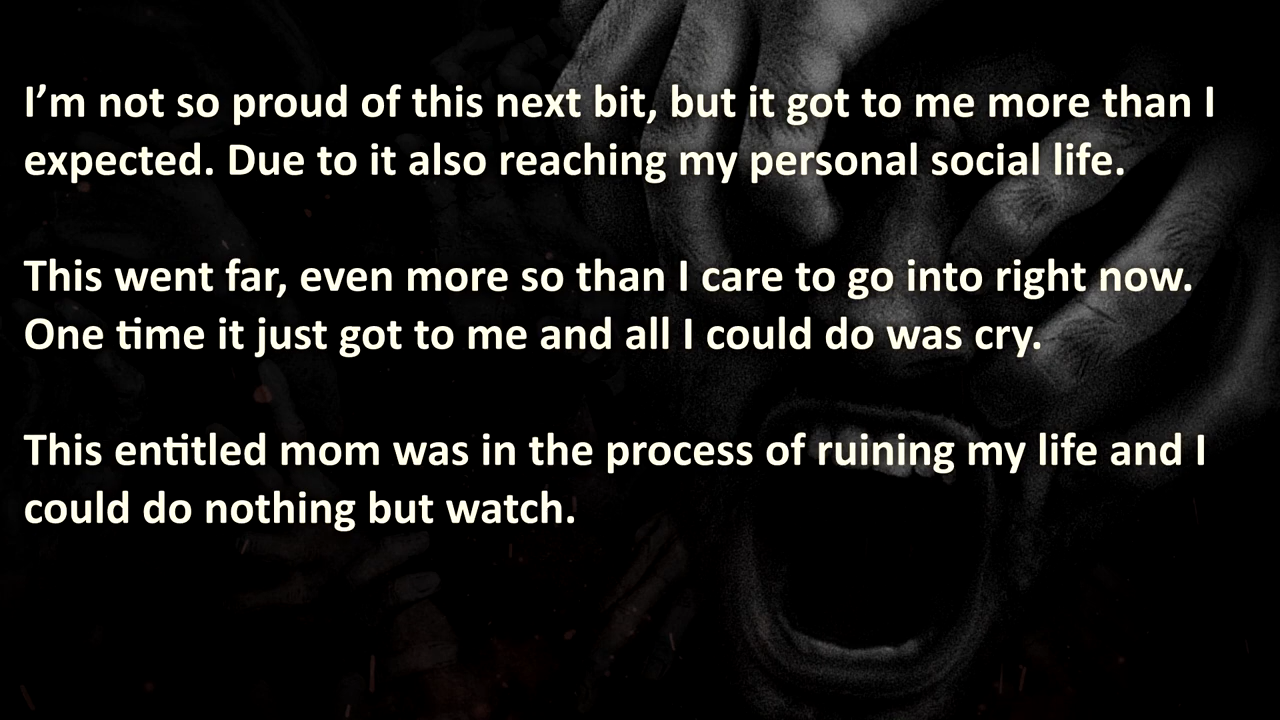 I’m not so proud of this next bit, but it got to me more than I
expected. Due to it also reaching my personal social life.
This went far, even more so than I care to go into right now.
One time it just got to me and all I could do was cry.
This entitled mom was in the process of ruining my life and I
could do nothing but watch.